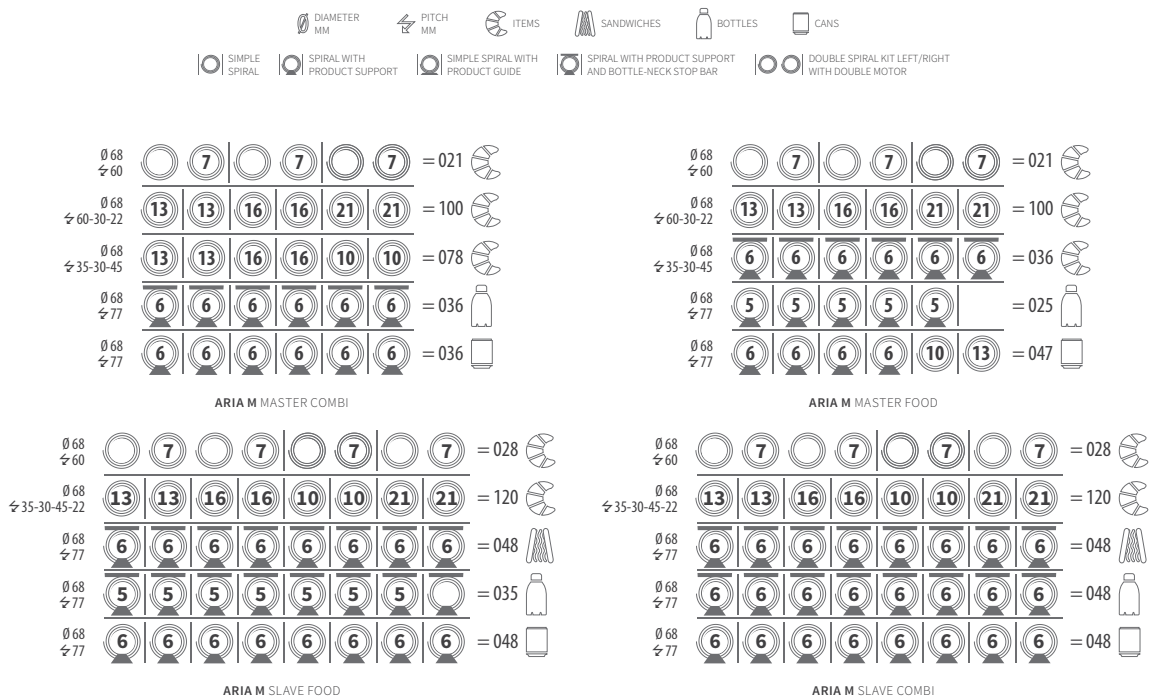 DIAMETER
MM
PITCH
MM
ITEMS
SANDWICHES
BOTTLES
CANS
SIMPLE
SPIRAL
SPIRAL WITH
PRODUCT SUPPORT
SIMPLE SPIRAL WITH
PRODUCT GUIDE
SPIRAL WITH PRODUCT SUPPORT
AND BOTTLE-NECK STOP BAR
DOUBLE SPIRAL KIT LEFT/RIGHT
WITH DOUBLE MOTOR
Ø 68
60
7 7 7 = 021
Ø 68
60-30-22
13 13 16 16 21 21 = 100
Ø 68
35-30-45
13 13 16 16 10 10 = 078
Ø 68
77
6 6 6 6 6 6 = 036
Ø 68
77
6 6 6 6 6 6 = 036
ARIA M MASTER COMBI
Ø 68
60
7 7 7 = 021
Ø 68
60-30-22
13 13 16 16 21 21 = 100
Ø 68
35-30-45
6 6 6 6 6 6 = 036
Ø 68
77
5 5 5 5 5 = 025
Ø 68
77
6 6 6 6 10 13 = 047
ARIA M MASTER FOOD
Ø 68
60
7 7 7 7 = 028
Ø 68
35-30-45-22
13 13 16 16 10 10 21 21 = 120
Ø 68
77
6 6 6 6 6 6 6 6 = 048
Ø 68
77
5 5 5 5 5 5 5 = 035
Ø 68
77
6 6 6 6 6 6 6 6 = 048
ARIA M SLAVE FOOD
Ø 68
60
7 7 7 7 = 028
Ø 68
35-30-45-22
13 13 16 16 10 10 21 21 = 120
Ø 68
77
6 6 6 6 6 6 6 6 = 048
Ø 68
77
6 6 6 6 6 6 6 6 = 048
Ø 68
77
6 6 6 6 6 6 6 6 = 048
ARIA M SLAVE COMBI